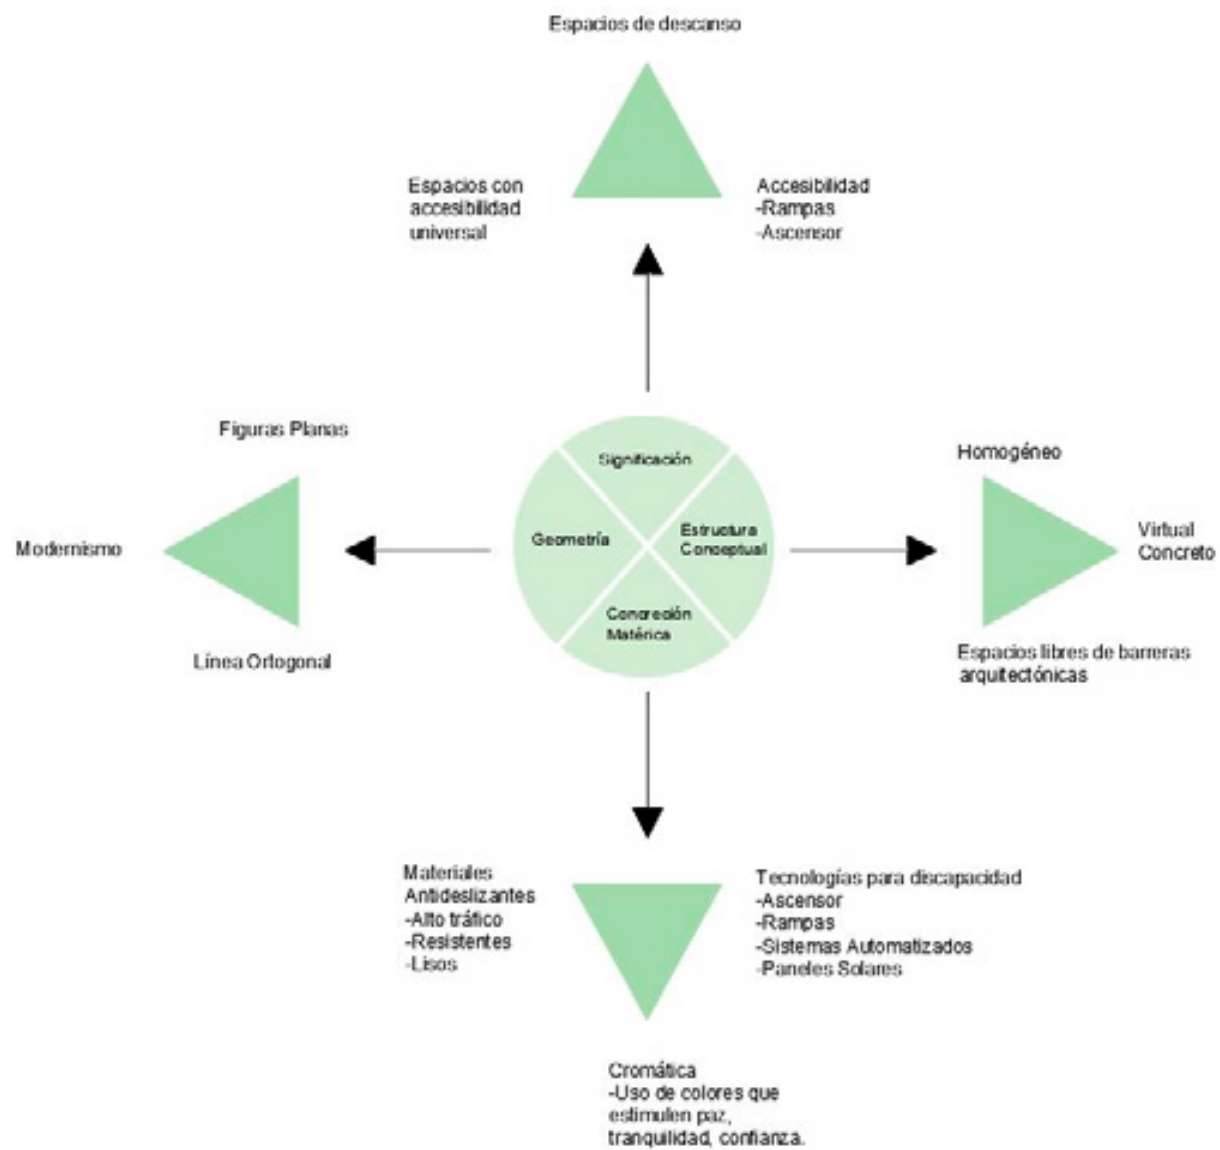 Espacios de descanso
Espacios con
accesibilidad
universal
Accesibilidad
-Rampas
-Ascensor
Figuras Planas
Modernismo
Línea Ortogonal
Significación
Geometría
Estructura
Conceptual
Concreción
Matérica
Homogéneo
Virtual
Concreto
Espacios libres de barreras
arquitectónicas
Materiales
Antideslizantes
-Alto tráfico
-Resistentes
-Lisos
Tecnologías para discapacidad
-Ascensor
-Rampas
-Sistemas Automatizados
-Paneles Solares
Cromática
-Uso de colores que
estimulen paz,
tranquilidad, confianza.